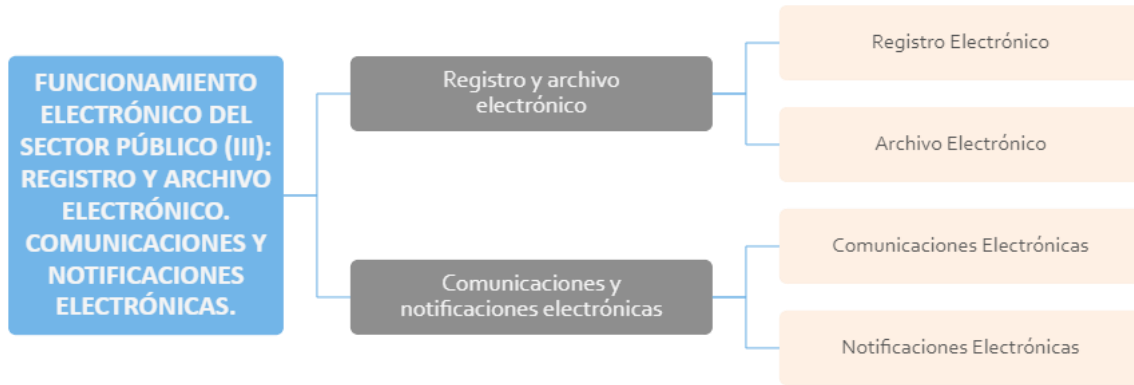 FUNCIONAMIENTO
ELECTRÓNICO DEL
SECTOR PÚBLICO (III):
REGISTRO Y ARCHIVO
ELECTRÓNICO.
COMUNICACIONES Y
NOTIFICACIONES
ELECTRÓNICAS.
Registro y archivo
electrónico
Registro Electrónico
Archivo Electrónico
Comunicaciones y
notificaciones electrónicas
Comunicaciones Electrónicas
Notificaciones Electrónicas